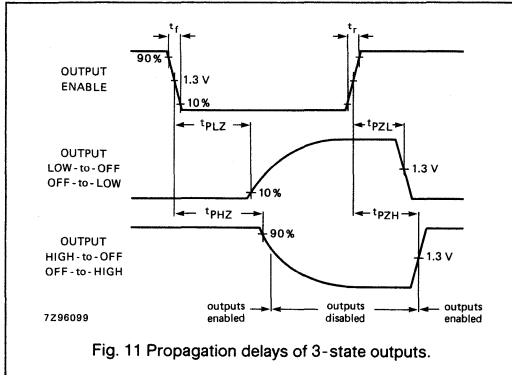 tf
tr
90%
OUTPUT
ENABLE
1.3 V
10%
tPLZ
tPZL
OUTPUT
LOW-to-OFF
OFF-to-LOW
1.3 V
10%
tPHZ
tPZH
OUTPUT
HIGH-to-OFF
OFF-to-HIGH
90%
1.3 V
outputs
enabled
outputs
disabled
outputs
enabled
7Z96099
Fig. 11 Propagation delays of 3-state outputs.